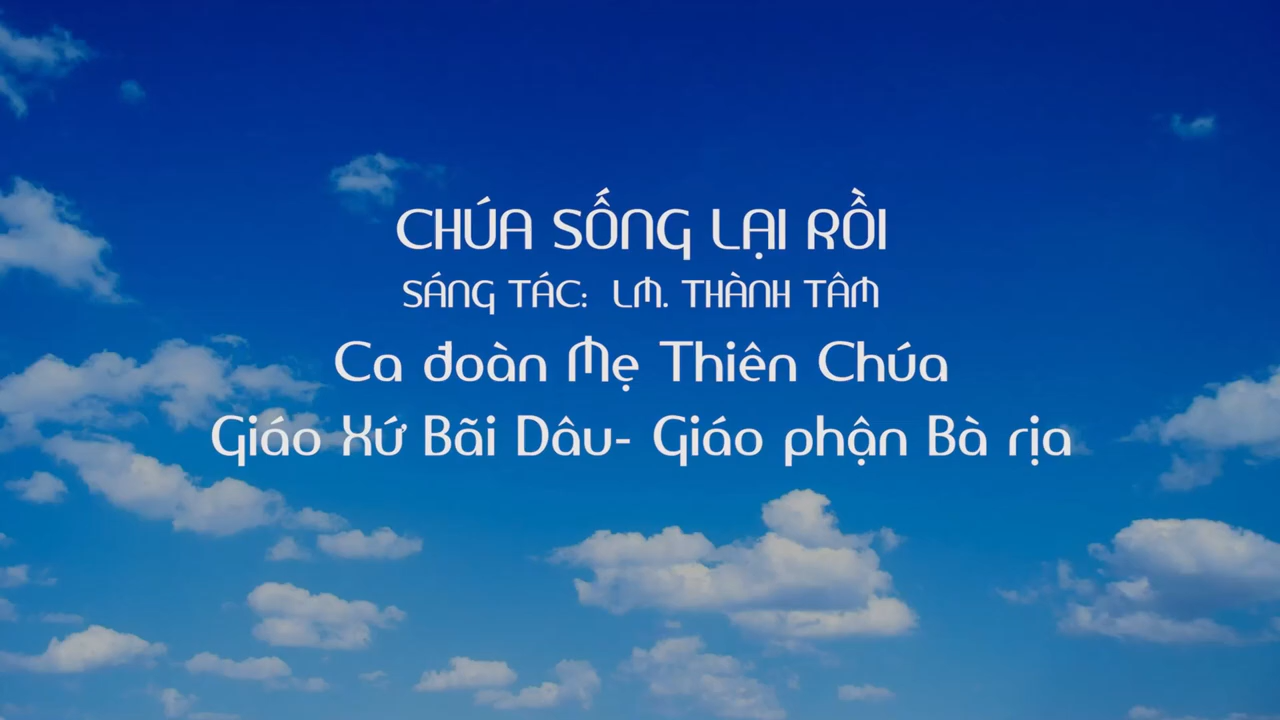 CHÚA SỐNG LẠI RỒI
SÁNG TÁC: LM. THÀNH TÂM
Ca đoàn Mẹ Thiên Chúa
Giáo Xứ Bãi Dâu- Giáo phận Bà rịa